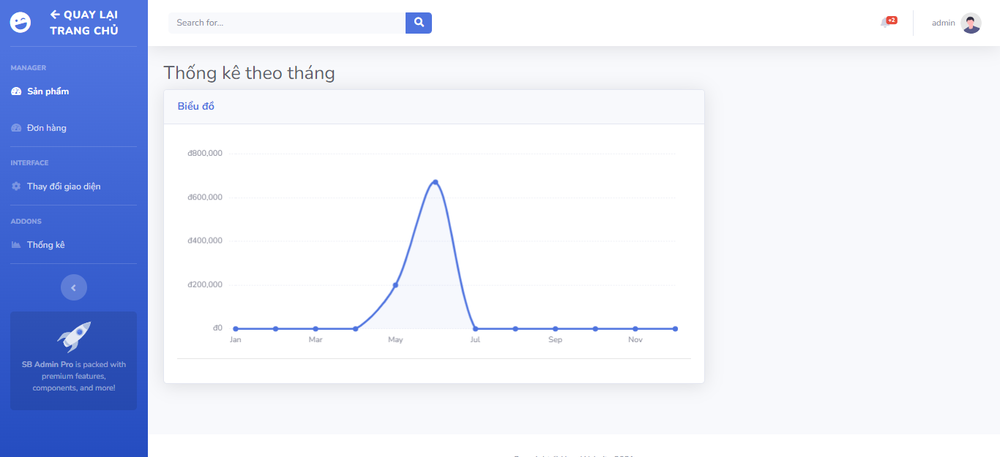 ← QUAY LẠI
TRANG CHỦ
MANAGER
Sản phẩm
Đơn hàng
INTERFACE
Thay đổi giao diện
ADDONS
Thống kê
SB Admin Pro is packed with
premium features,
components, and more!
Search for...
+2
admin
Thống kê theo tháng
Biểu đồ
đ800,000
đ600,000
đ400,000
đ200,000
đ0
Jan Mar May Jul Sep Nov